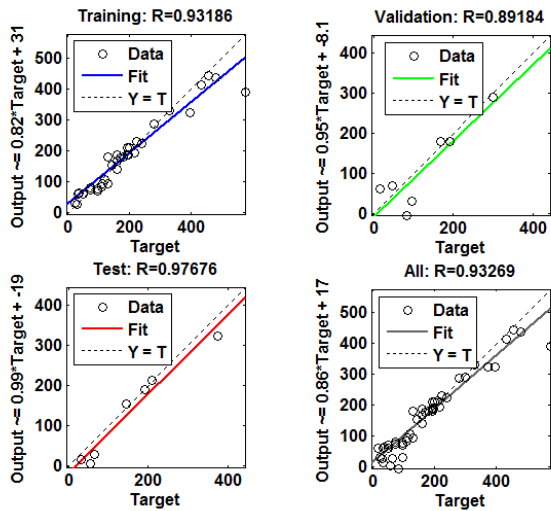 Training: R=0.93186
Output ~= 0.82*Target + 31
500
400
300
200
100
0
Data
Fit
Y = T
0
200
400
Target
Validation: R=0.89184
Output ~= 0.95*Target + -8.1
400
300
200
100
0
Data
Fit
Y = T
0
200
400
Target
Test: R=0.97676
Output ~= 0.99*Target + -19
400
300
200
100
0
Data
Fit
Y = T
0
200
400
Target
All: R=0.93269
Output ~= 0.86*Target + 17
500
400
300
200
100
0
Data
Fit
Y = T
0
200
400
Target